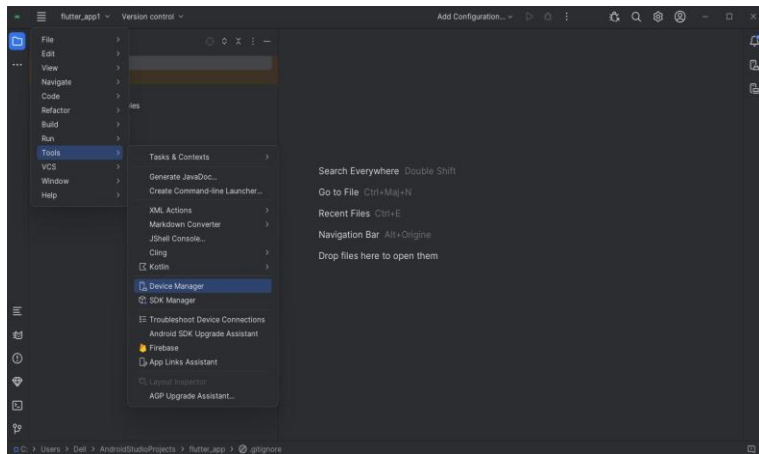 flutter_app1 Version control Add Configuration...
File
Edit
View
Navigate
Code
Refactor
Build
Run
Tools
VCS
Window
Help
les
Tasks & Contexts
Generate JavaDoc...
Create Command-line Launcher...
XML Actions
Markdown Converter
JShell Console...
Cling
Kotlin
Device Manager
SDK Manager
Troubleshoot Device Connections
Android SDK Upgrade Assistant
Firebase
App Links Assistant
Layout Inspector
AGP Upgrade Assistant...
Search Everywhere Double Shift
Go to File Ctrl+Maj+N
Recent Files Ctrl+E
Navigation Bar Alt+Origine
Drop files here to open them
C: > Users > Dell > AndroidStudioProjects > flutter_app > .gitignore